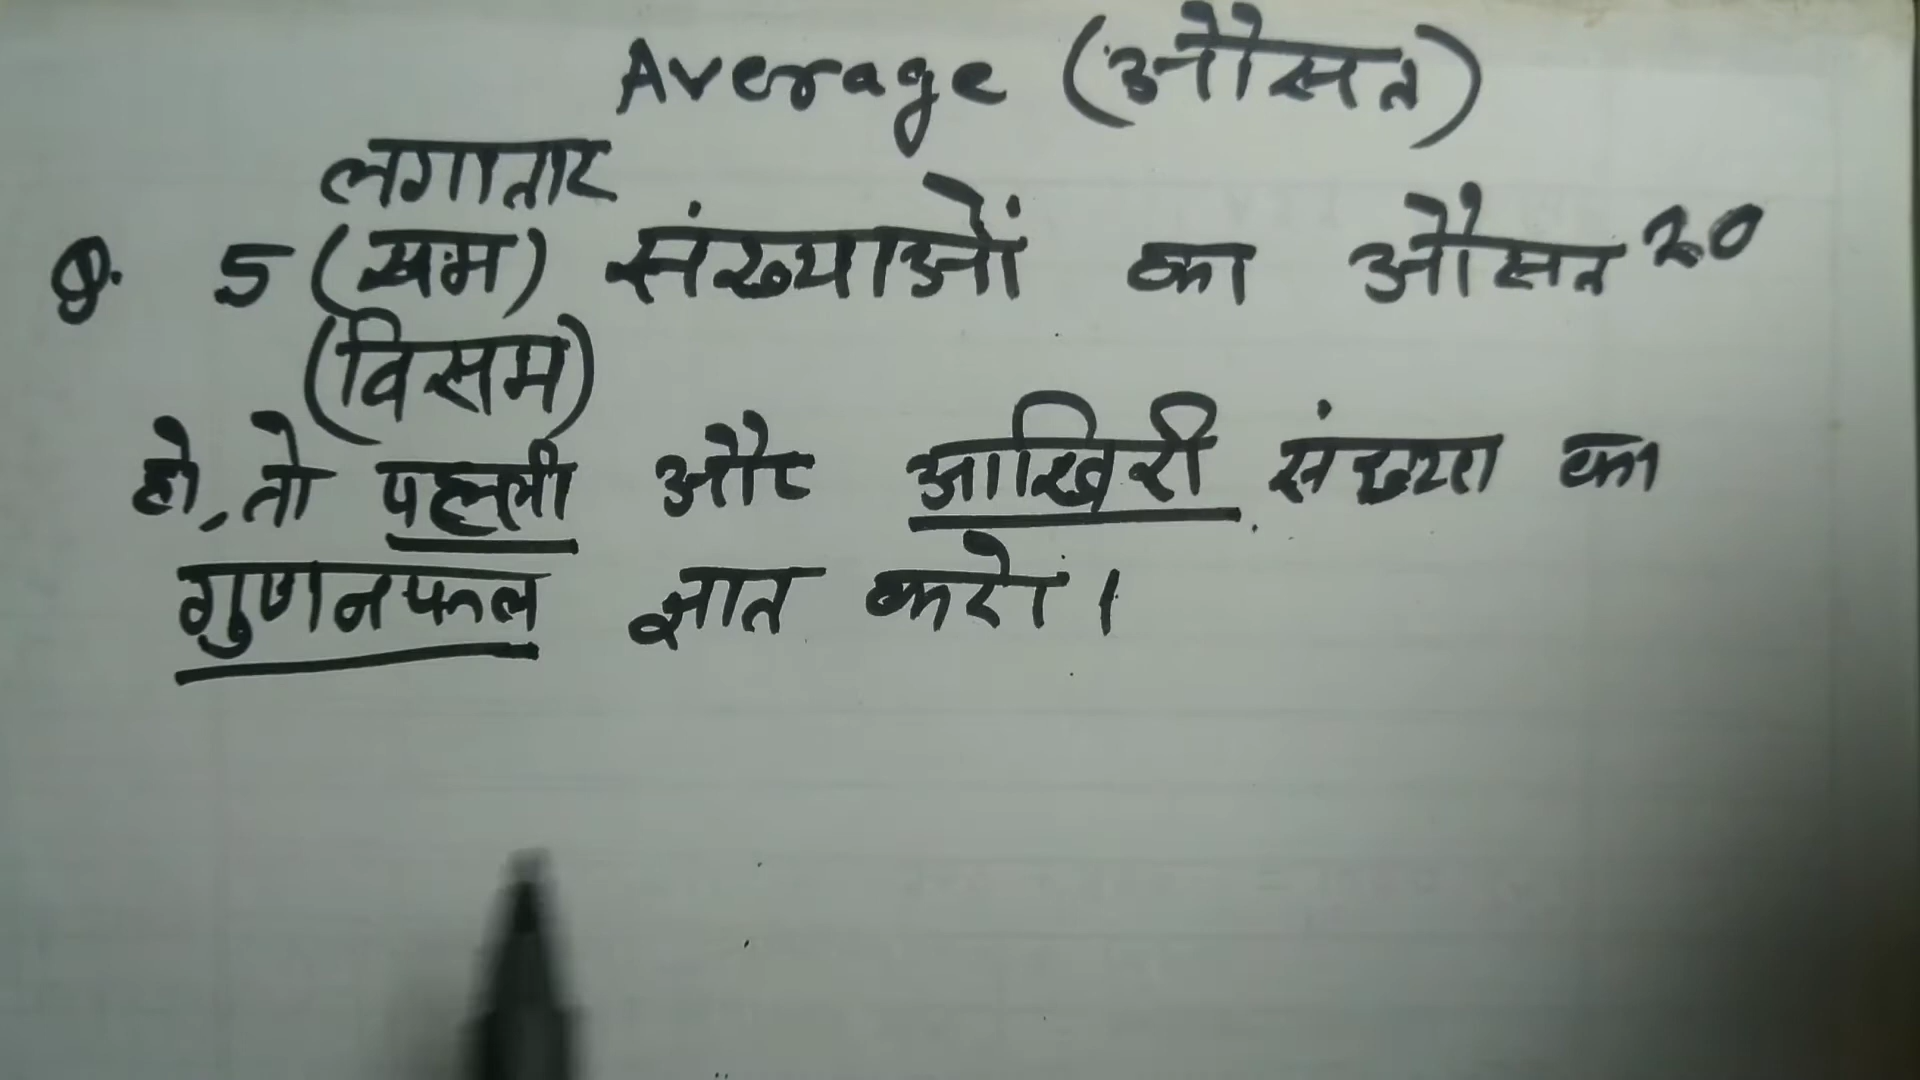 Average (औसत)
लगातार
Q. 5 (सम) संख्याओं का औसत 20
(विसम)
हो, तो पहली और आखिरी संख्या का
गुणनफल ज्ञात करो।